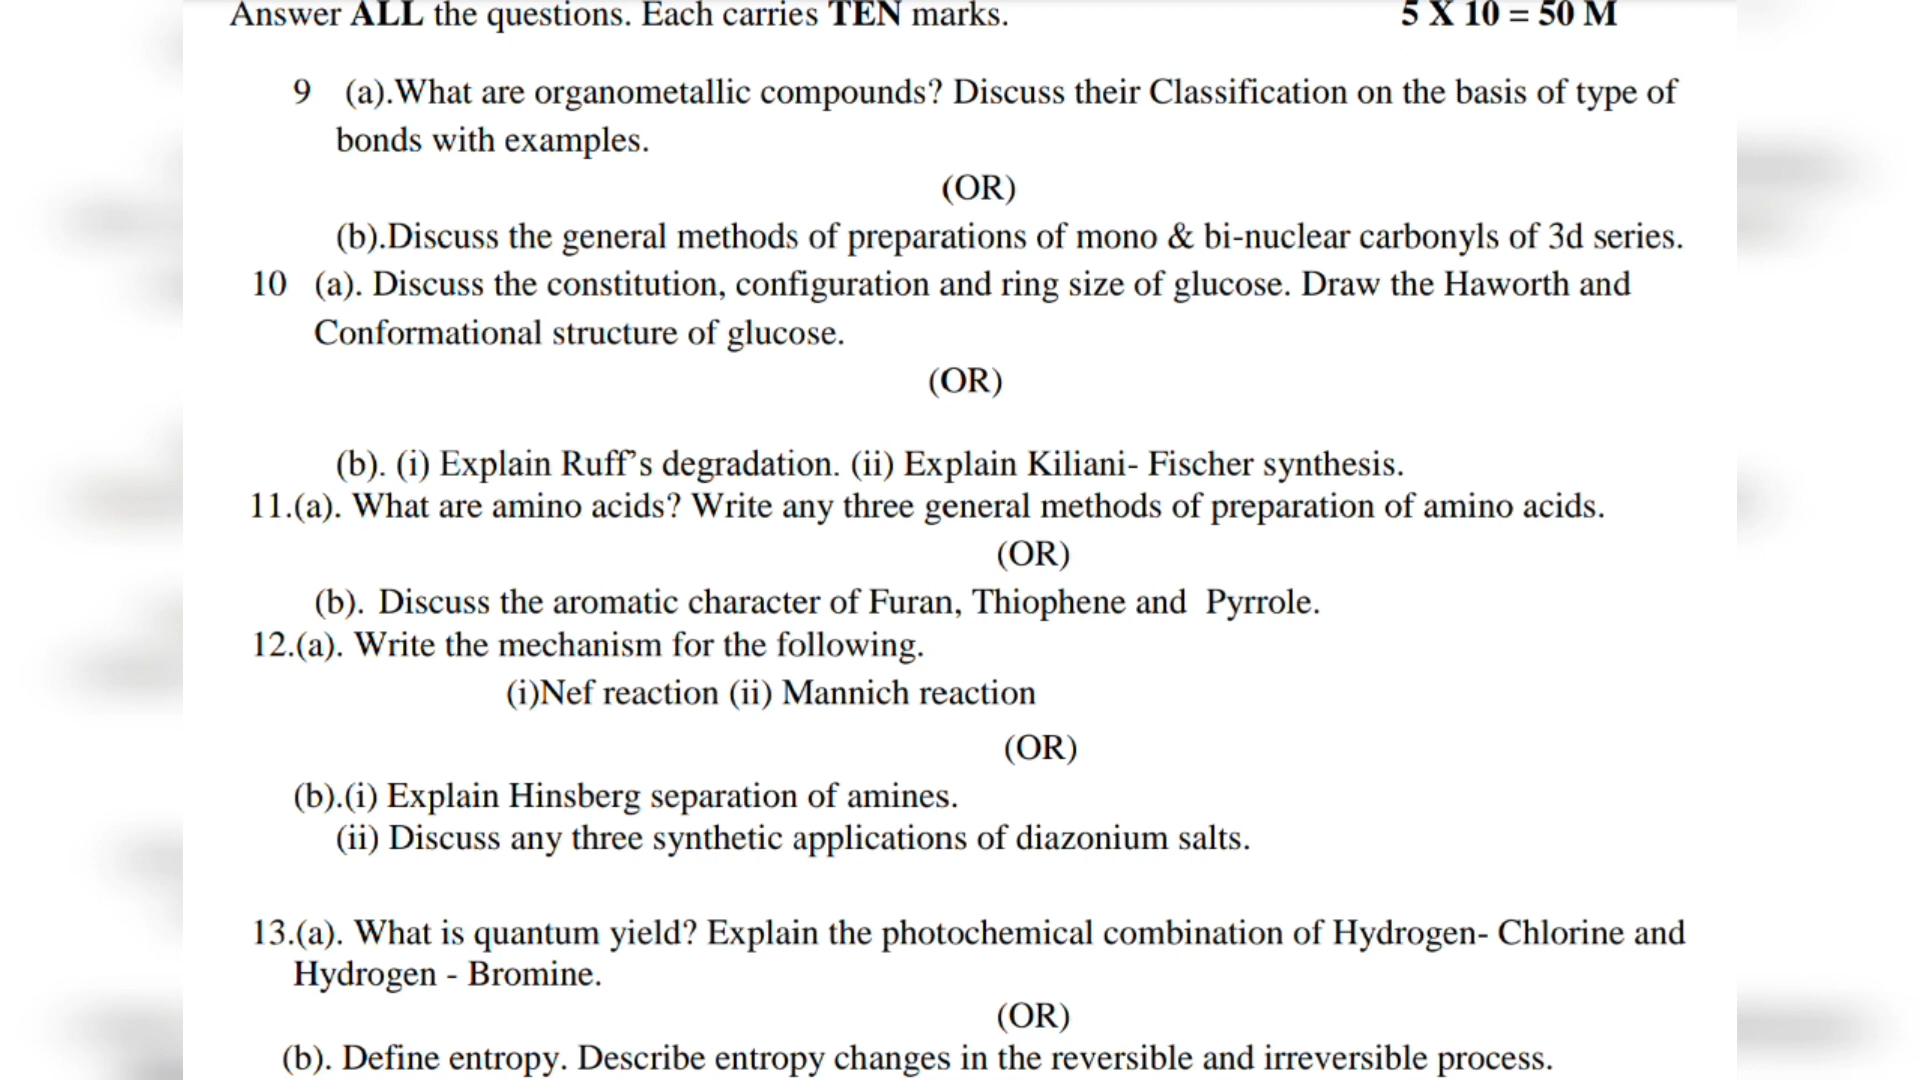 Answer ALL the questions. Each carries TEN marks. 5 X 10 = 50 M
9 (a).What are organometallic compounds? Discuss their Classification on the basis of type of
bonds with examples.
(OR)
(b).Discuss the general methods of preparations of mono & bi-nuclear carbonyls of 3d series.
10 (a). Discuss the constitution, configuration and ring size of glucose. Draw the Haworth and
Conformational structure of glucose.
(OR)
(b). (i) Explain Ruff’s degradation. (ii) Explain Kiliani- Fischer synthesis.
11.(a). What are amino acids? Write any three general methods of preparation of amino acids.
(OR)
(b). Discuss the aromatic character of Furan, Thiophene and Pyrrole.
12.(a). Write the mechanism for the following.
(i)Nef reaction (ii) Mannich reaction
(OR)
(b).(i) Explain Hinsberg separation of amines.
(ii) Discuss any three synthetic applications of diazonium salts.
13.(a). What is quantum yield? Explain the photochemical combination of Hydrogen- Chlorine and
Hydrogen - Bromine.
(OR)
(b). Define entropy. Describe entropy changes in the reversible and irreversible process.